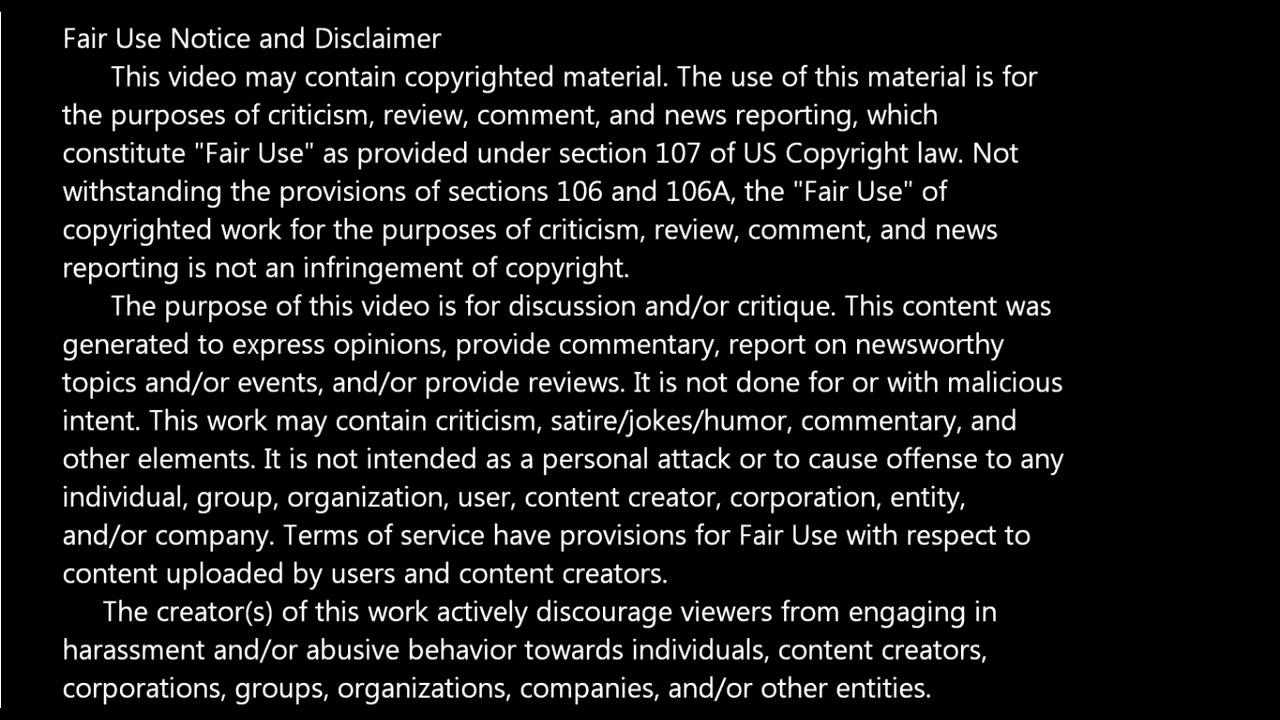 Fair Use Notice and Disclaimer
This video may contain copyrighted material. The use of this material is for
the purposes of criticism, review, comment, and news reporting, which
constitute "Fair Use" as provided under section 107 of US Copyright law. Not
withstanding the provisions of sections 106 and 106A, the "Fair Use" of
copyrighted work for the purposes of criticism, review, comment, and news
reporting is not an infringement of copyright.
The purpose of this video is for discussion and/or critique. This content was
generated to express opinions, provide commentary, report on newsworthy
topics and/or events, and/or provide reviews. It is not done for or with malicious
intent. This work may contain criticism, satire/jokes/humor, commentary, and
other elements. It is not intended as a personal attack or to cause offense to any
individual, group, organization, user, content creator, corporation, entity,
and/or company. Terms of service have provisions for Fair Use with respect to
content uploaded by users and content creators.
The creator(s) of this work actively discourage viewers from engaging in
harassment and/or abusive behavior towards individuals, content creators,
corporations, groups, organizations, companies, and/or other entities.